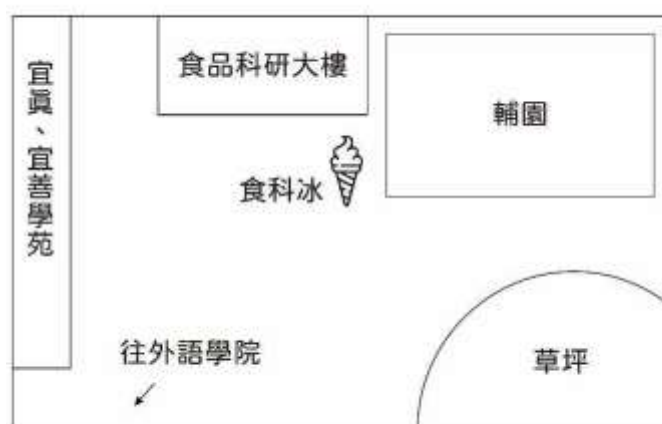 宜真、宜善學苑
食品科研大樓
輔園
食科冰
往外語學院
草坪